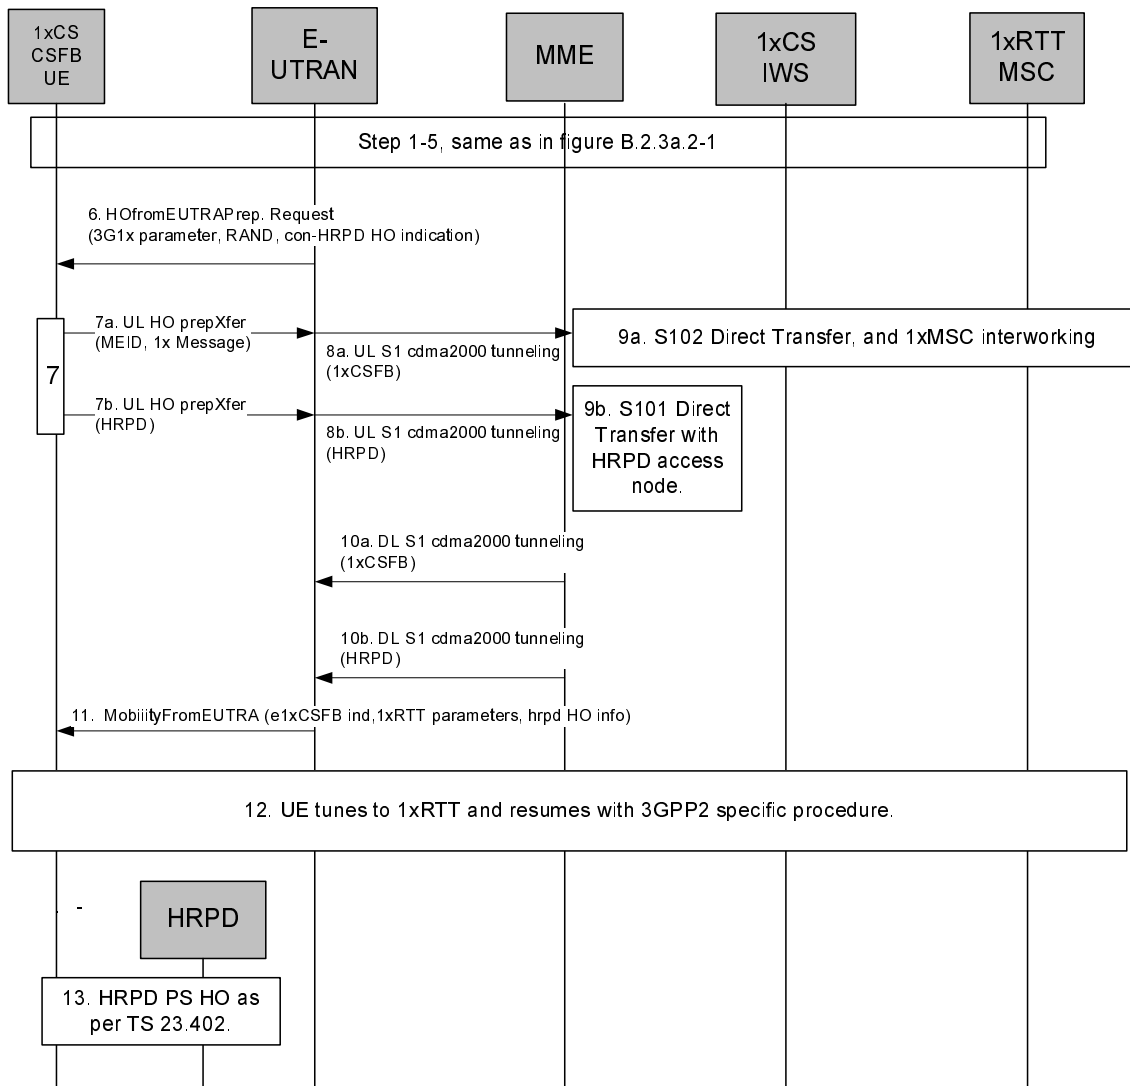 1xCS
CSFB
UE
E-
UTRAN
MME
1xCS
IWS
1xRTT
MSC
Step 1-5, same as in figure B.2.3a.2-1
6. HOfromEUTRAPrep. Request
(3G1x parameter, RAND, con-HRPD HO indication)
7
7a. UL HO prepXfer
(MEID, 1x Message)
8a. UL S1 cdma2000 tunneling
(1xCSFB)
9a. S102 Direct Transfer, and 1xMSC interworking
7b. UL HO prepXfer
(HRPD)
8b. UL S1 cdma2000 tunneling
(HRPD)
9b. S101 Direct
Transfer with
HRPD access
node.
10a. DL S1 cdma2000 tunneling
(1xCSFB)
10b. DL S1 cdma2000 tunneling
(HRPD)
11. MobiiityFromEUTRA (e1xCSFB ind,1xRTT parameters, hrpd HO info)
12. UE tunes to 1xRTT and resumes with 3GPP2 specific procedure.
. -
HRPD
13. HRPD PS HO as
per TS 23.402.